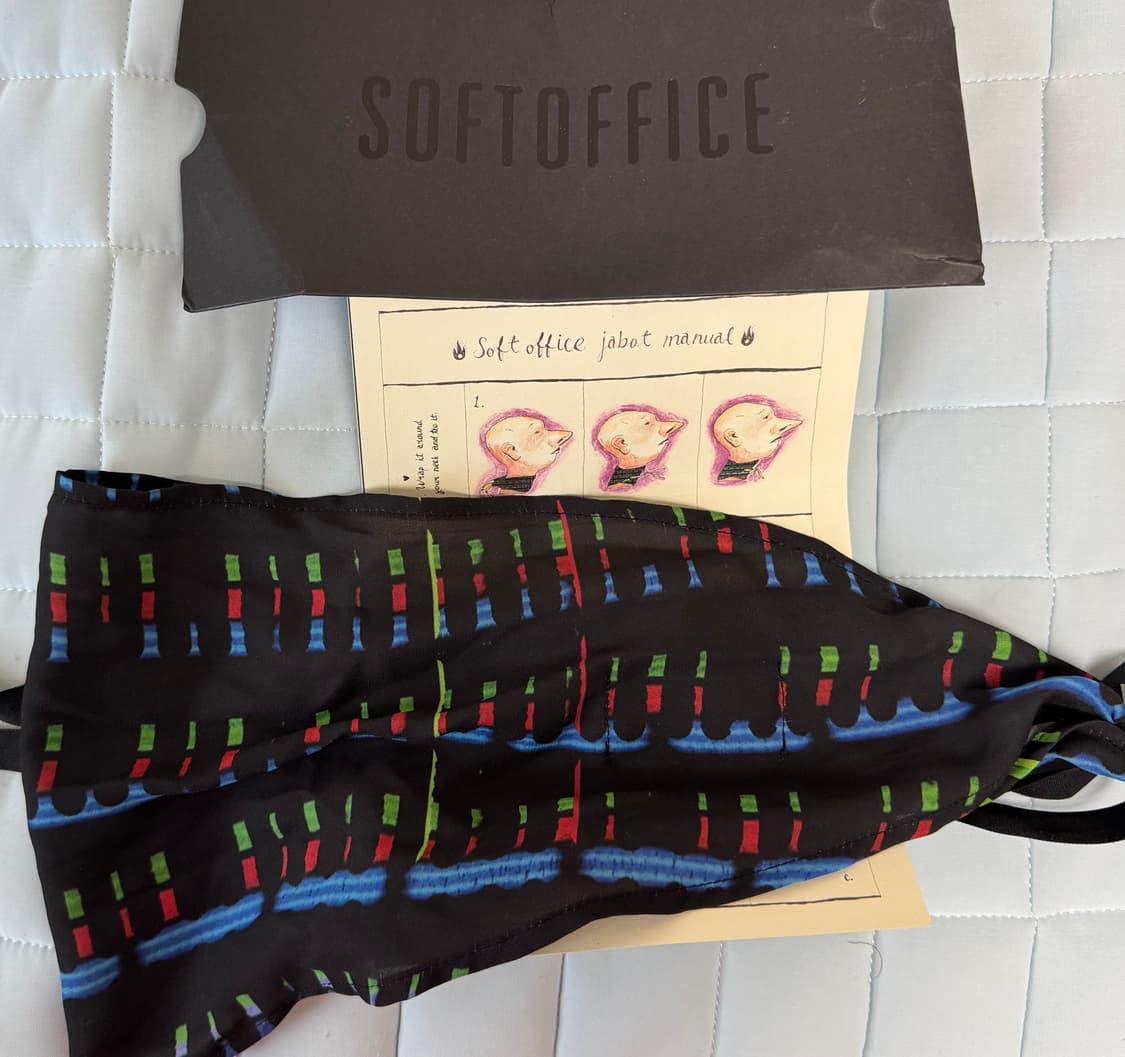 SOFTOFFICE
Soft office jabot manual
1.
Wrap it around
your neck and tie it.
c.